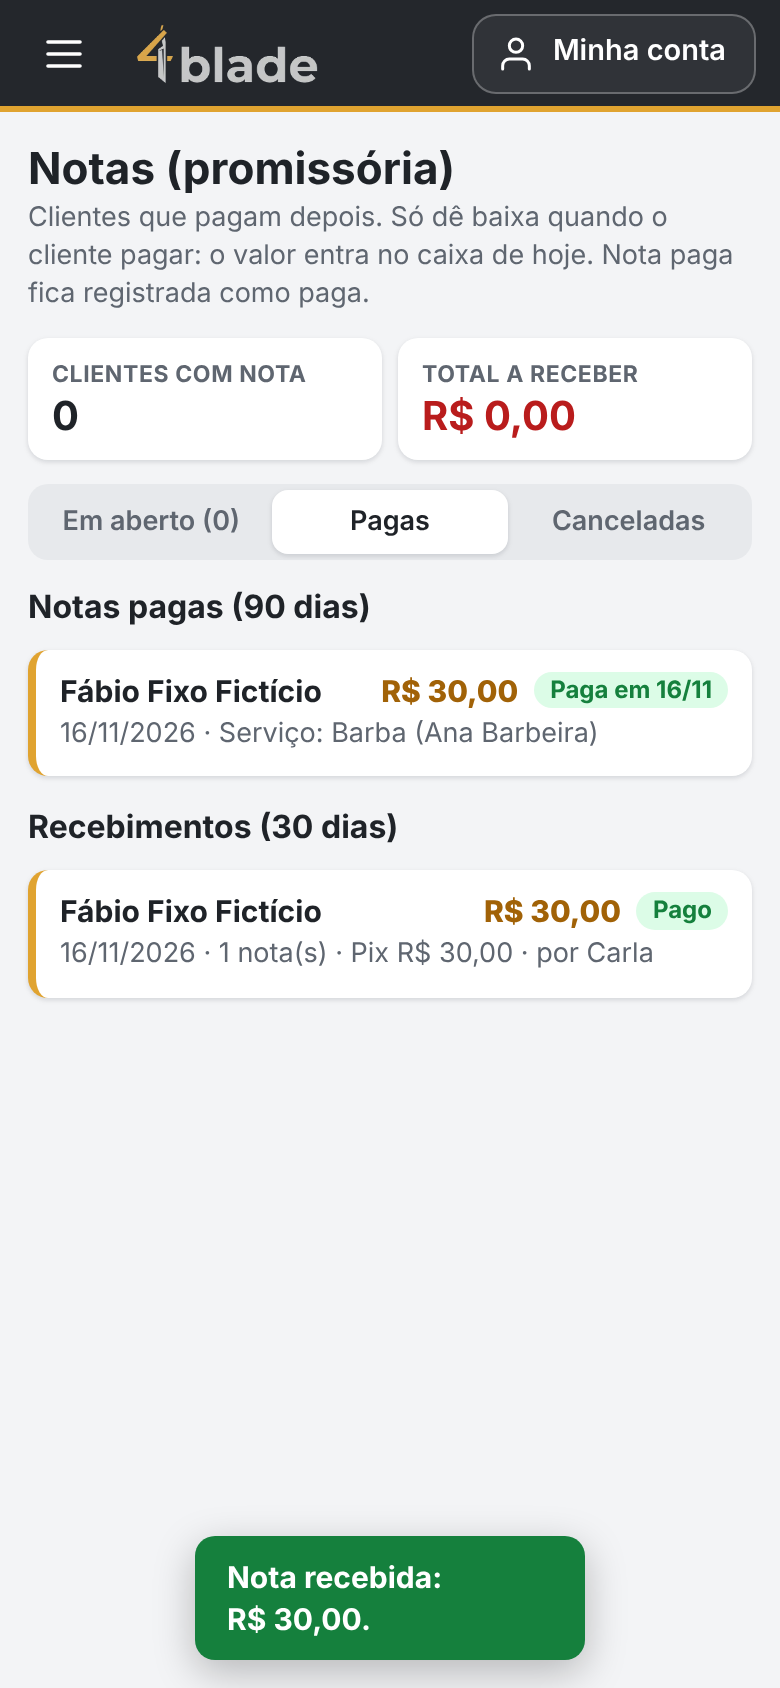 4blade
Minha conta
Notas (promissória)
Clientes que pagam depois. Só dê baixa quando o
cliente pagar: o valor entra no caixa de hoje. Nota paga
fica registrada como paga.
CLIENTES COM NOTA
0
TOTAL A RECEBER
R$ 0,00
Em aberto (0)
Pagas
Canceladas
Notas pagas (90 dias)
Fábio Fixo Fictício R$ 30,00 Paga em 16/11
16/11/2026 · Serviço: Barba (Ana Barbeira)
Recebimentos (30 dias)
Fábio Fixo Fictício R$ 30,00 Pago
16/11/2026 · 1 nota(s) · Pix R$ 30,00 · por Carla
Nota recebida:
R$ 30,00.